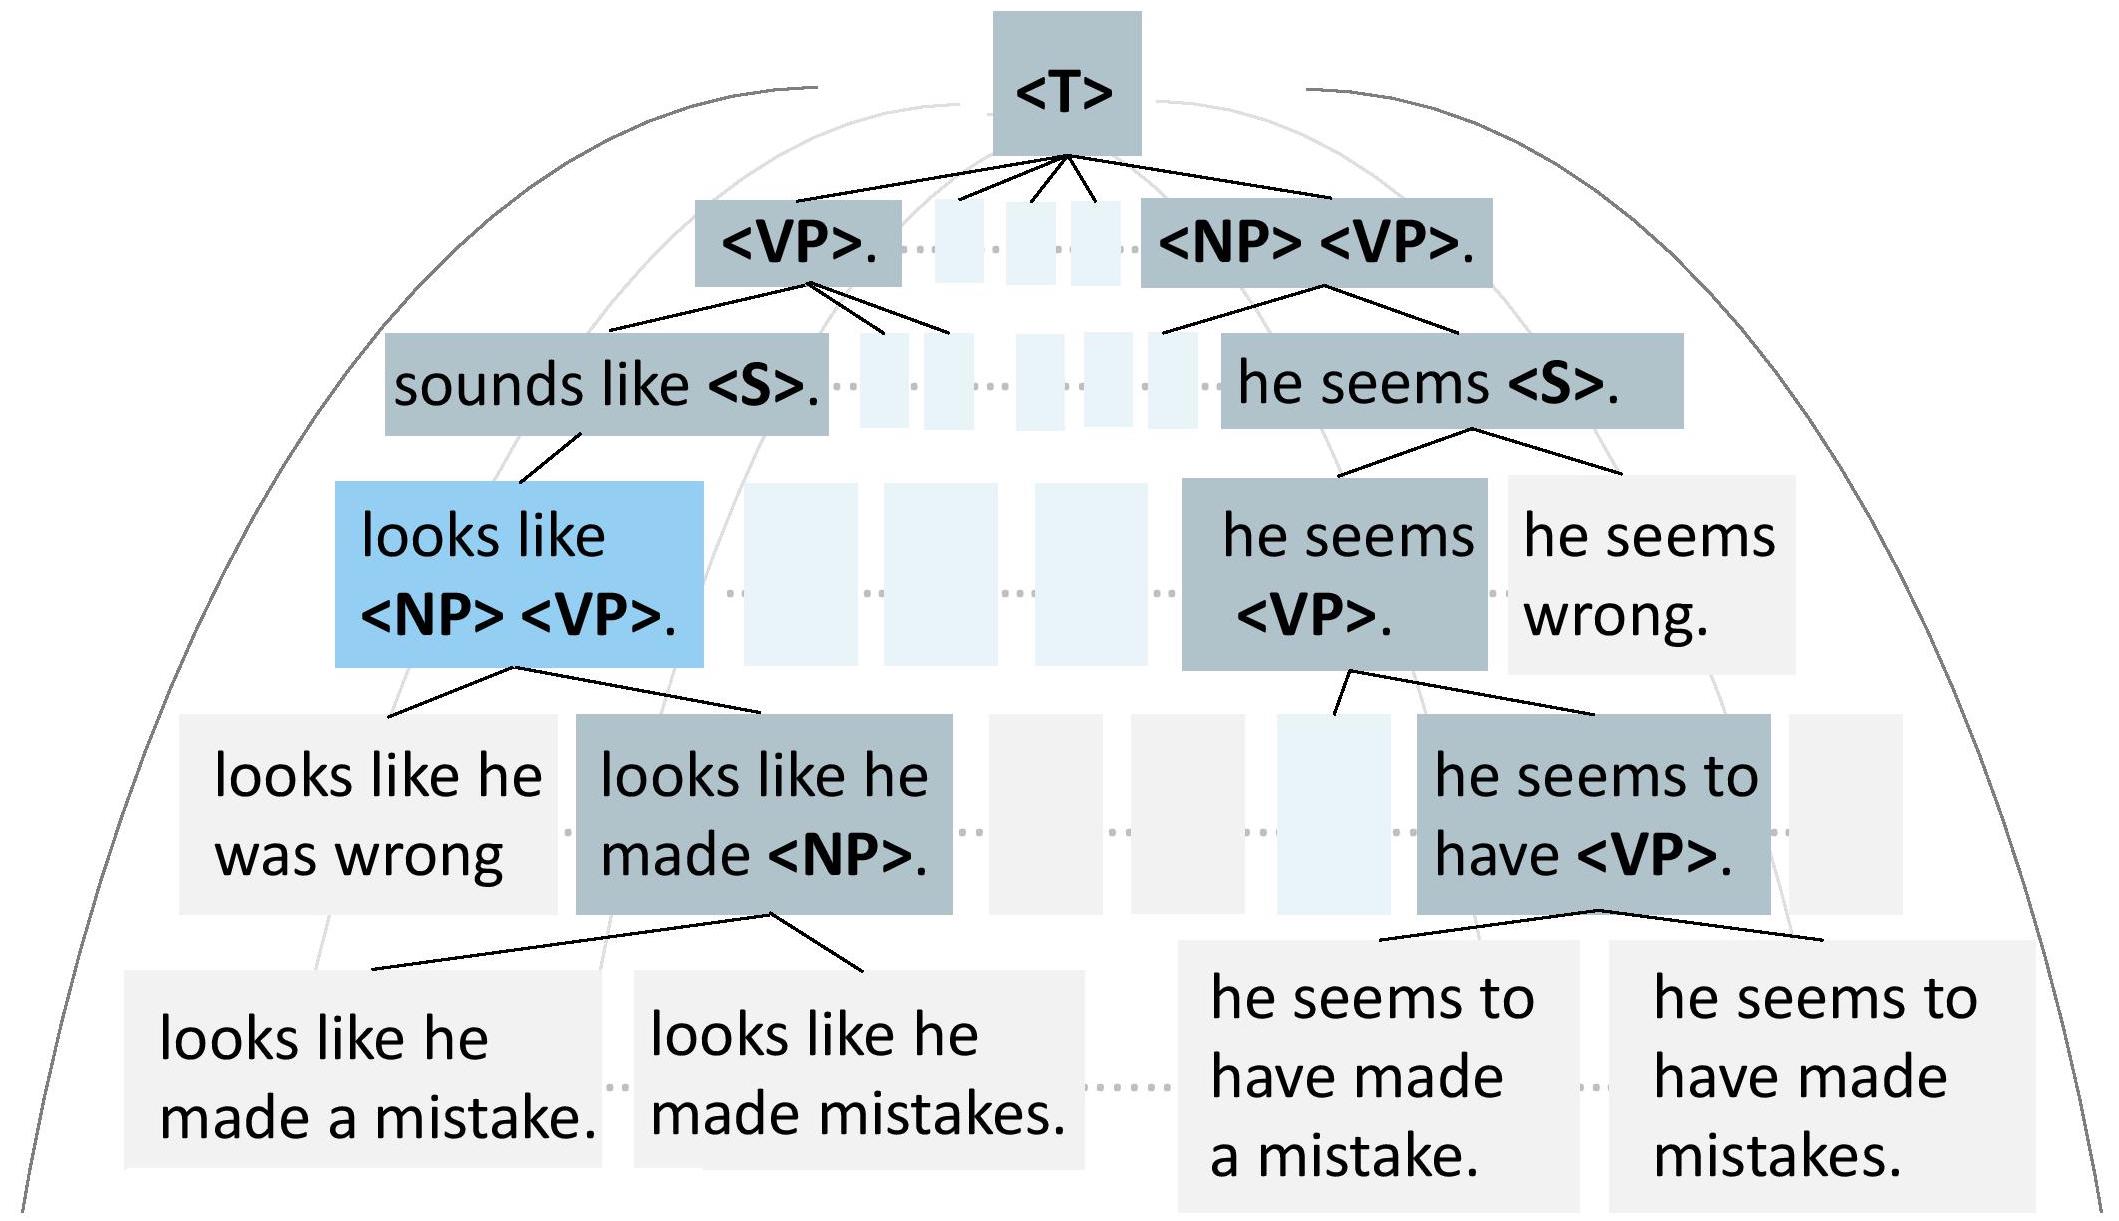 <T>
<VP>.
<NP> <VP>.
sounds like <S>.
he seems <S>.
looks like
<NP> <VP>.
he seems
<VP>.
he seems
wrong.
looks like he
was wrong
looks like he
made <NP>.
he seems to
have <VP>.
looks like he
made a mistake.
looks like he
made mistakes.
he seems to
have made
a mistake.
he seems to
have made
mistakes.